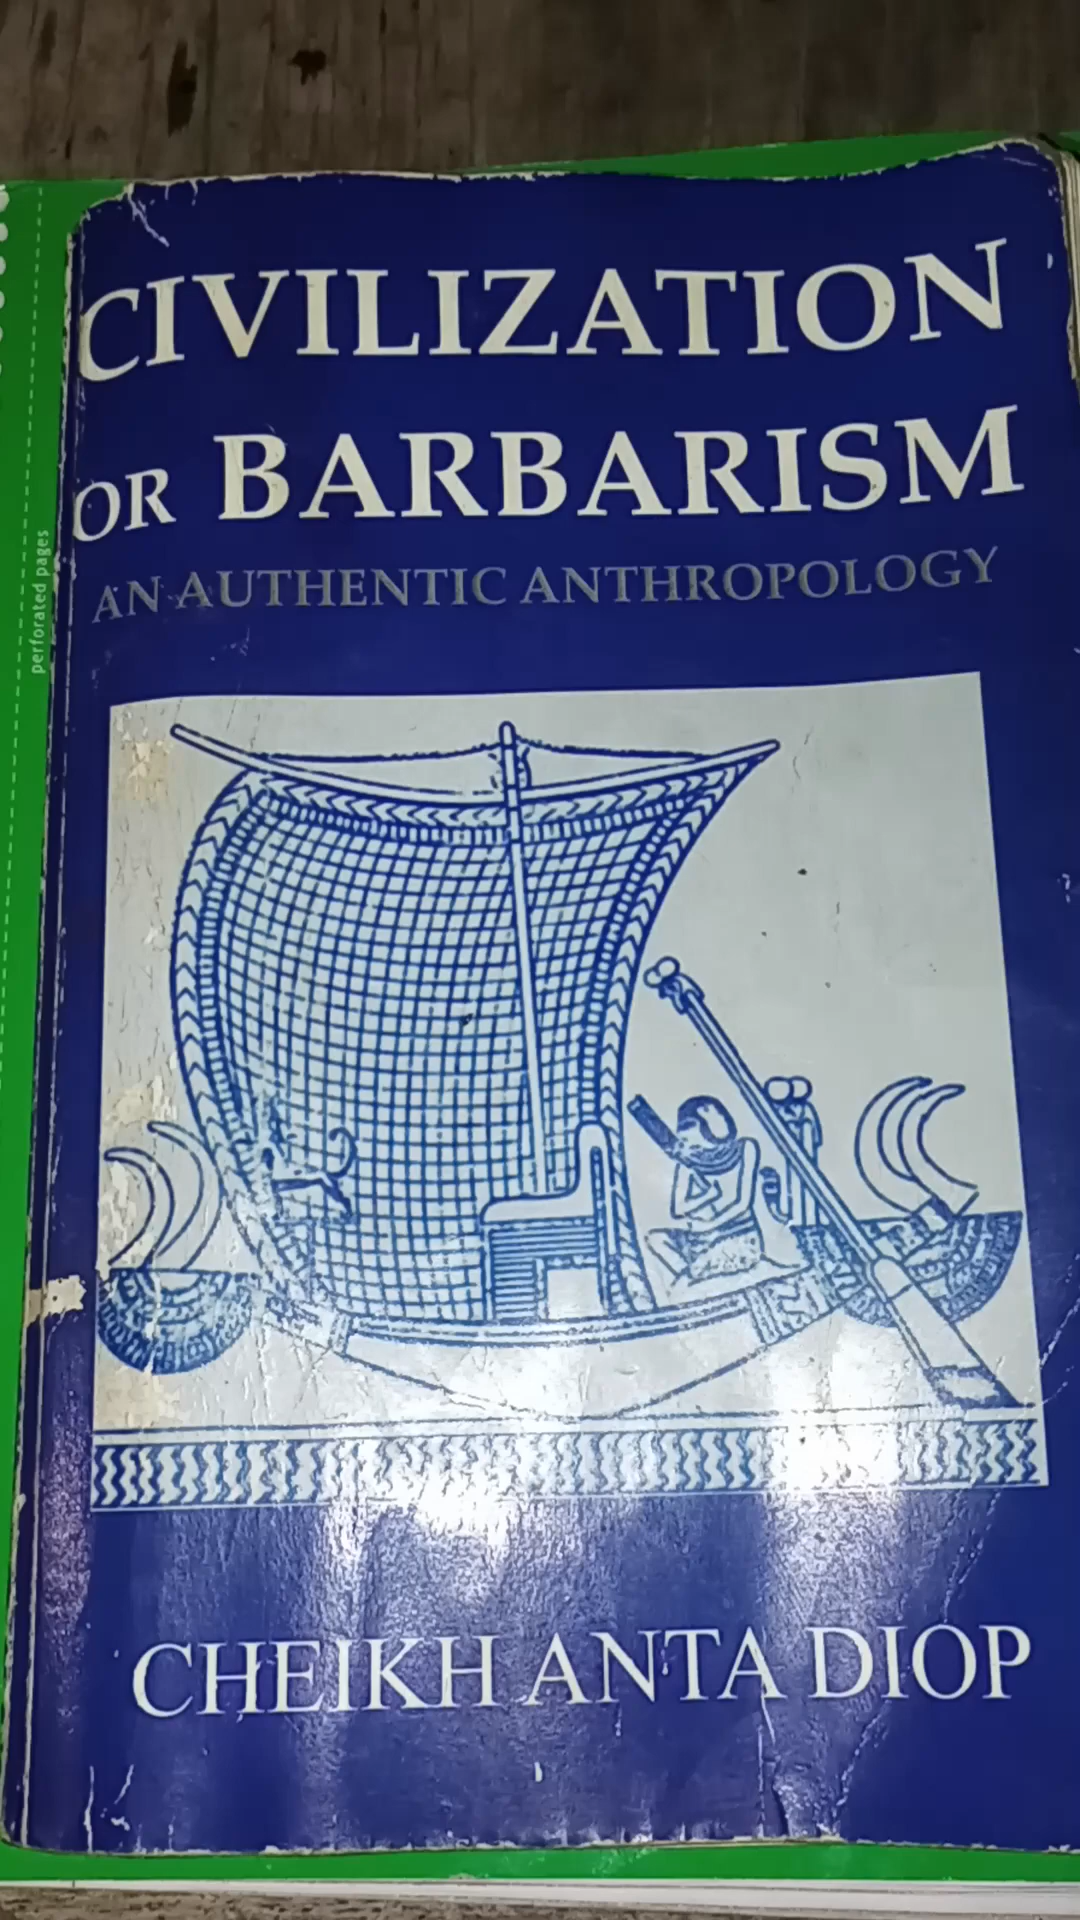 CIVILIZATION
OR BARBARISM
AN AUTHENTIC ANTHROPOLOGY
CHEIKH ANTA DIOP
perforated pages